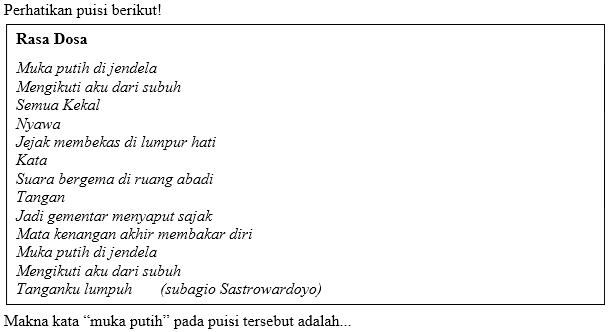 Perhatikan puisi berikut!
Rasa Dosa
Muka putih di jendela
Mengikuti aku dari subuh
Semua Kekal
Nyawa
Jejak membekas di lumpur hati
Kata
Suara bergema di ruang abadi
Tangan
Jadi gementar menyaput sajak
Mata kenangan akhir membakar diri
Muka putih di jendela
Mengikuti aku dari subuh
Tanganku lumpuh (subagio Sastrowardoyo)
Makna kata “muka putih” pada puisi tersebut adalah...